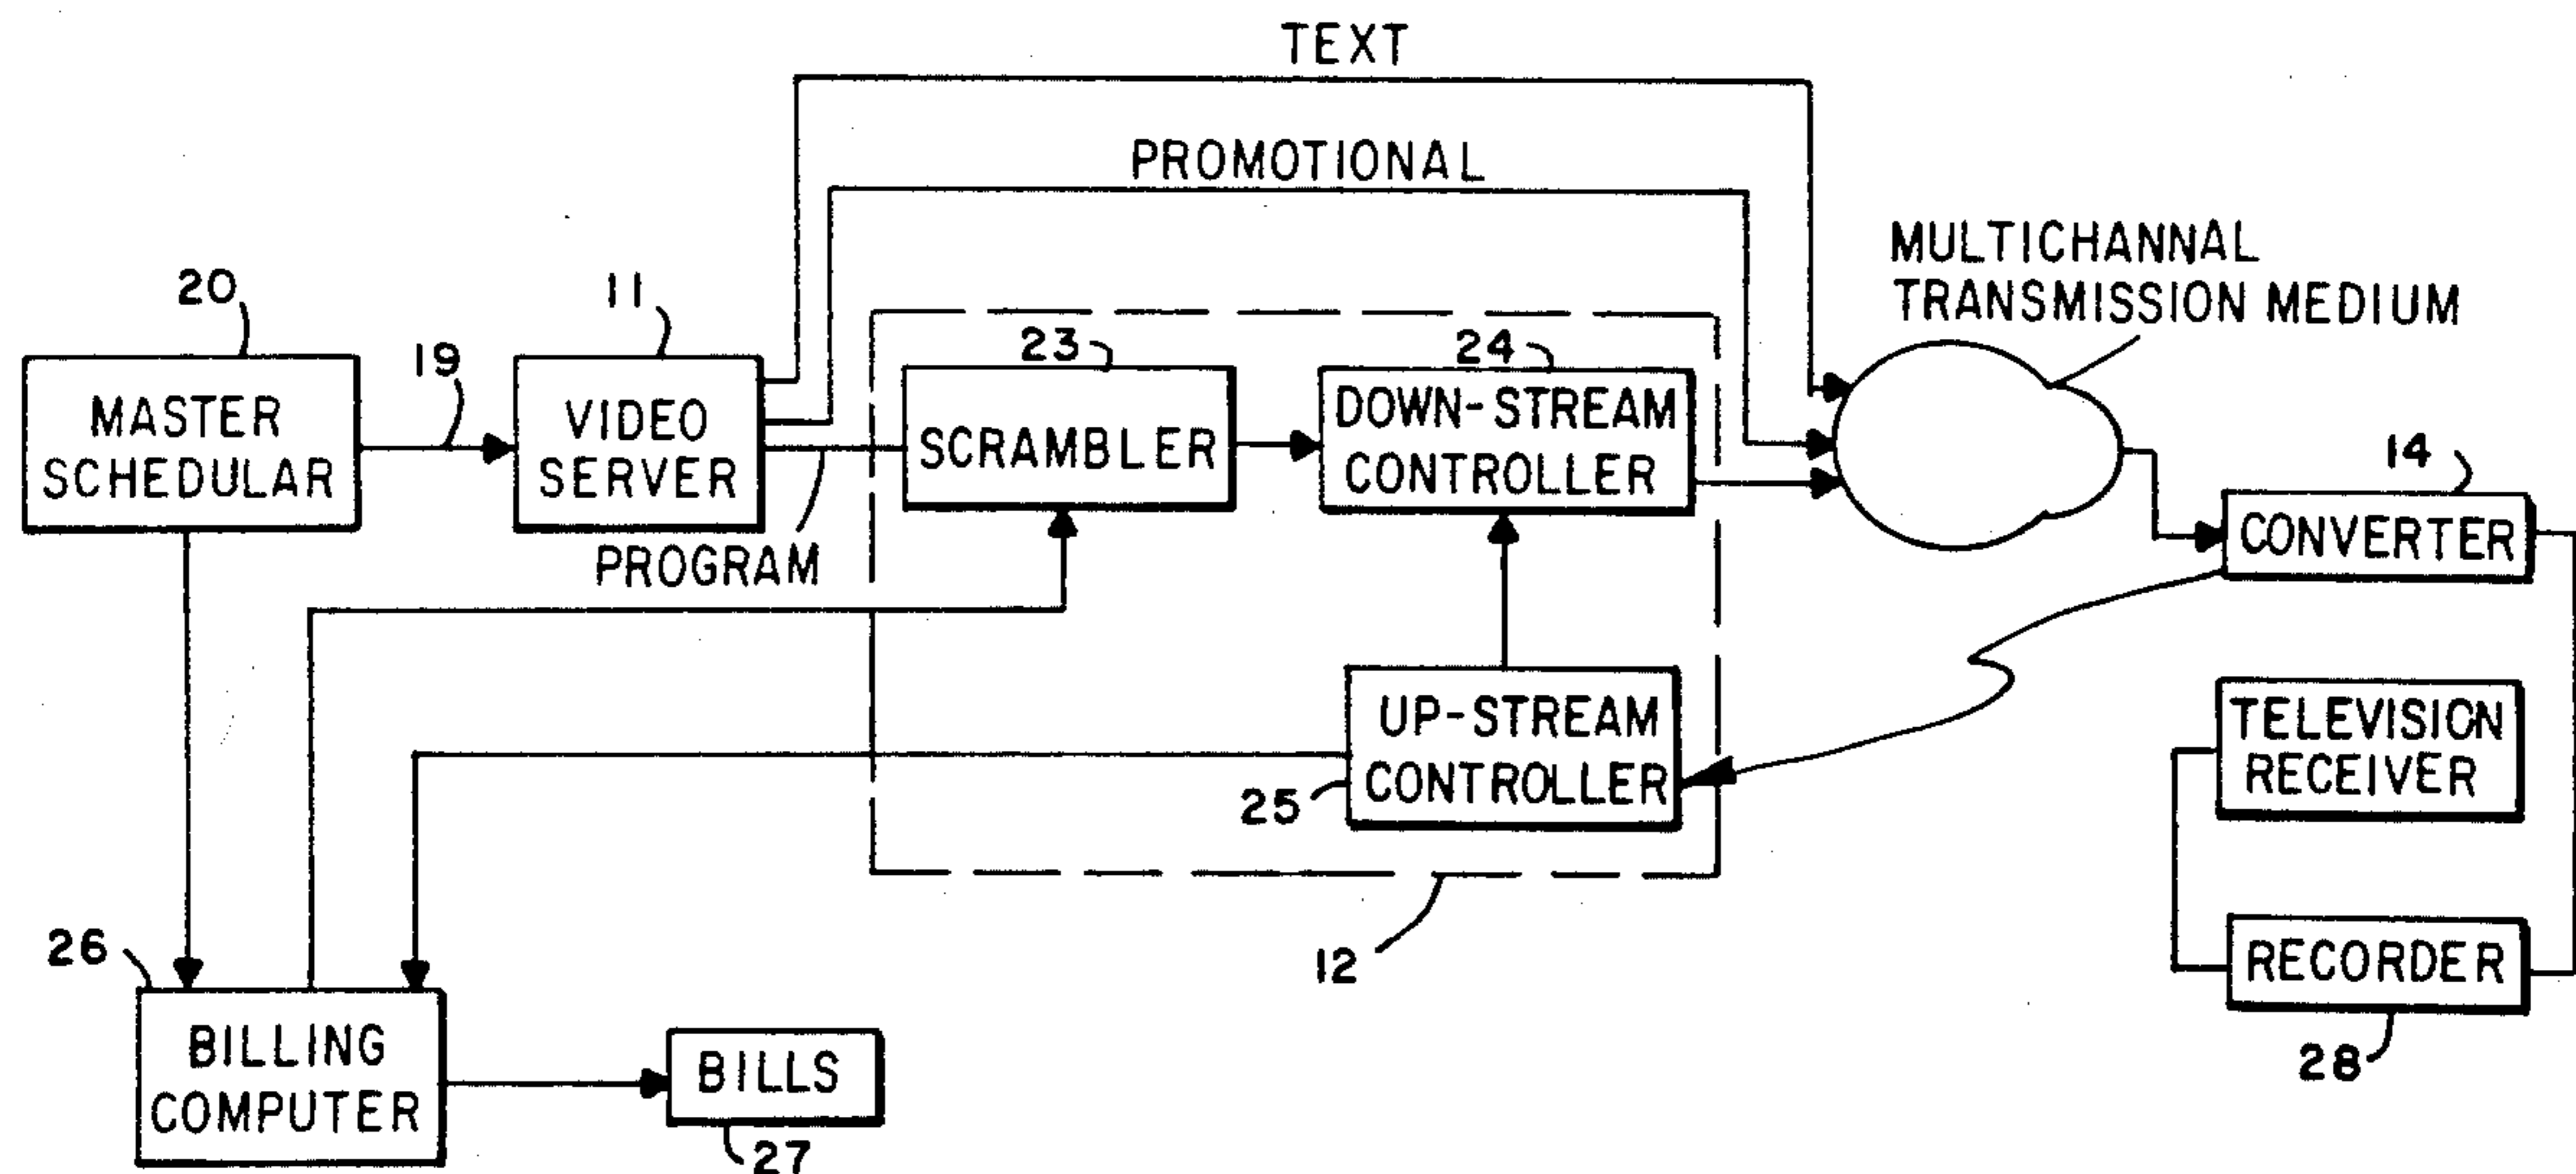 TEXT
PROMOTIONAL
MULTICHANNAL
TRANSMISSION MEDIUM
20
11
19
23
24
14
MASTER
SCHEDULAR
VIDEO
SERVER
SCRAMBLER
DOWN-STREAM
CONTROLLER
CONVERTER
PROGRAM
UP-STREAM
CONTROLLER
25
TELEVISION
RECEIVER
12
26
RECORDER
28
BILLING
COMPUTER
BILLS
27